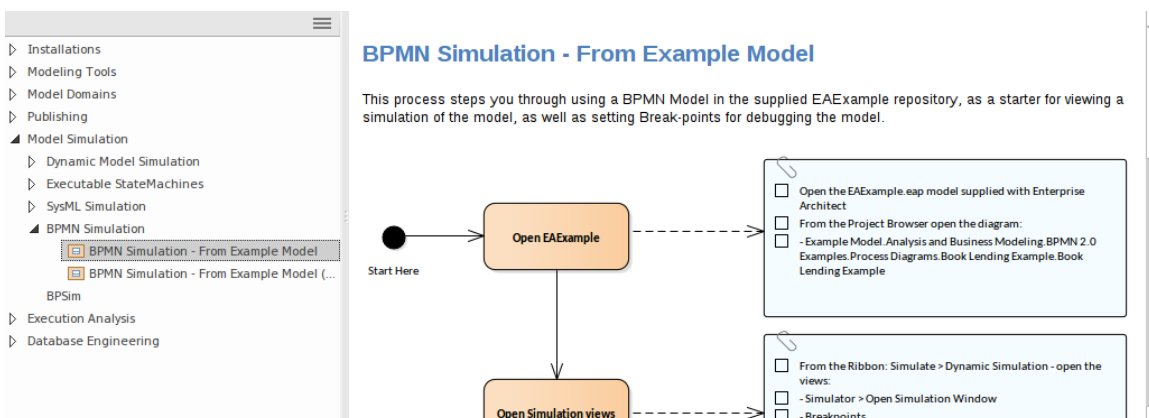 Installations
Modeling Tools
Model Domains
Publishing
Model Simulation
Dynamic Model Simulation
Executable StateMachines
SysML Simulation
BPMN Simulation
BPMN Simulation - From Example Model
BPMN Simulation - From Example Model (...
BPSim
Execution Analysis
Database Engineering
BPMN Simulation - From Example Model
This process steps you through using a BPMN Model in the supplied EAExample repository, as a starter for viewing a
simulation of the model, as well as setting Break-points for debugging the model.
Start Here
Open EAExample
Open the EAExample.eap model supplied with Enterprise
Architect
From the Project Browser open the diagram:
- Example Model.Analysis and Business Modeling.BPMN 2.0
Examples.Process Diagrams.Book Lending Example.Book
Lending Example
Open Simulation views
From the Ribbon: Simulate > Dynamic Simulation - open the
views:
- Simulator > Open Simulation Window
- Breakpoints